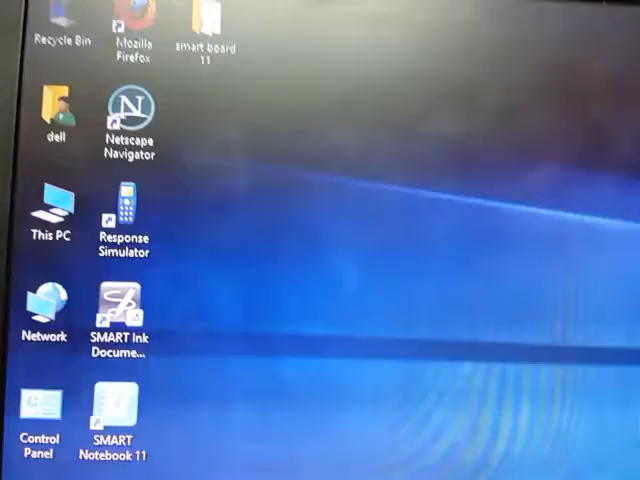 Recycle Bin
Mozilla
Firefox
smart board
11
dell
Netscape
Navigator
This PC
Response
Simulator
Network
SMART Ink
Docume...
Control
Panel
SMART
Notebook 11